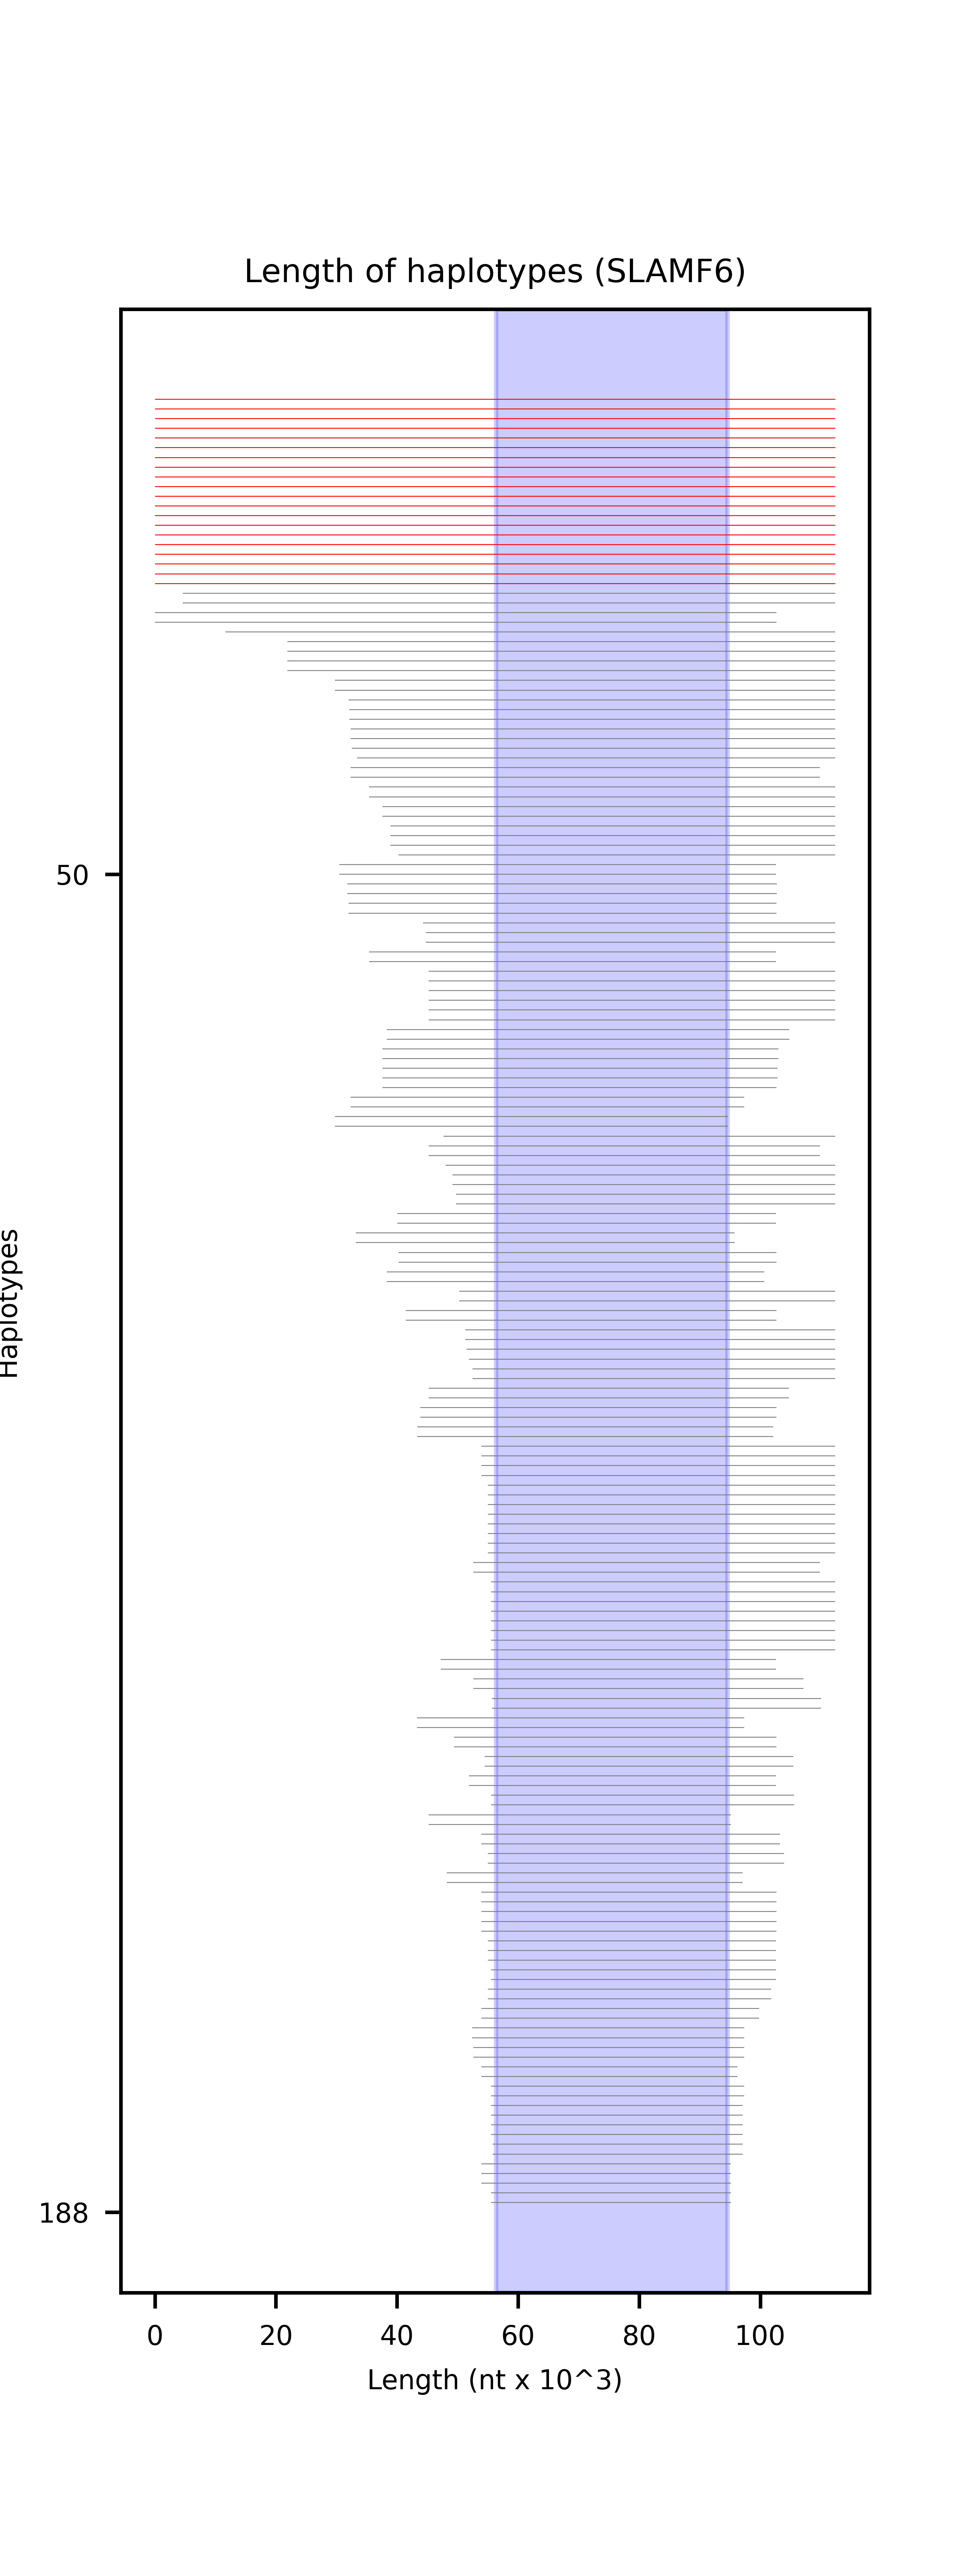 Length of haplotypes (SLAMF6)
50
Haplotypes
188
0 20 40 60 80 100
Length (nt x 10^3)